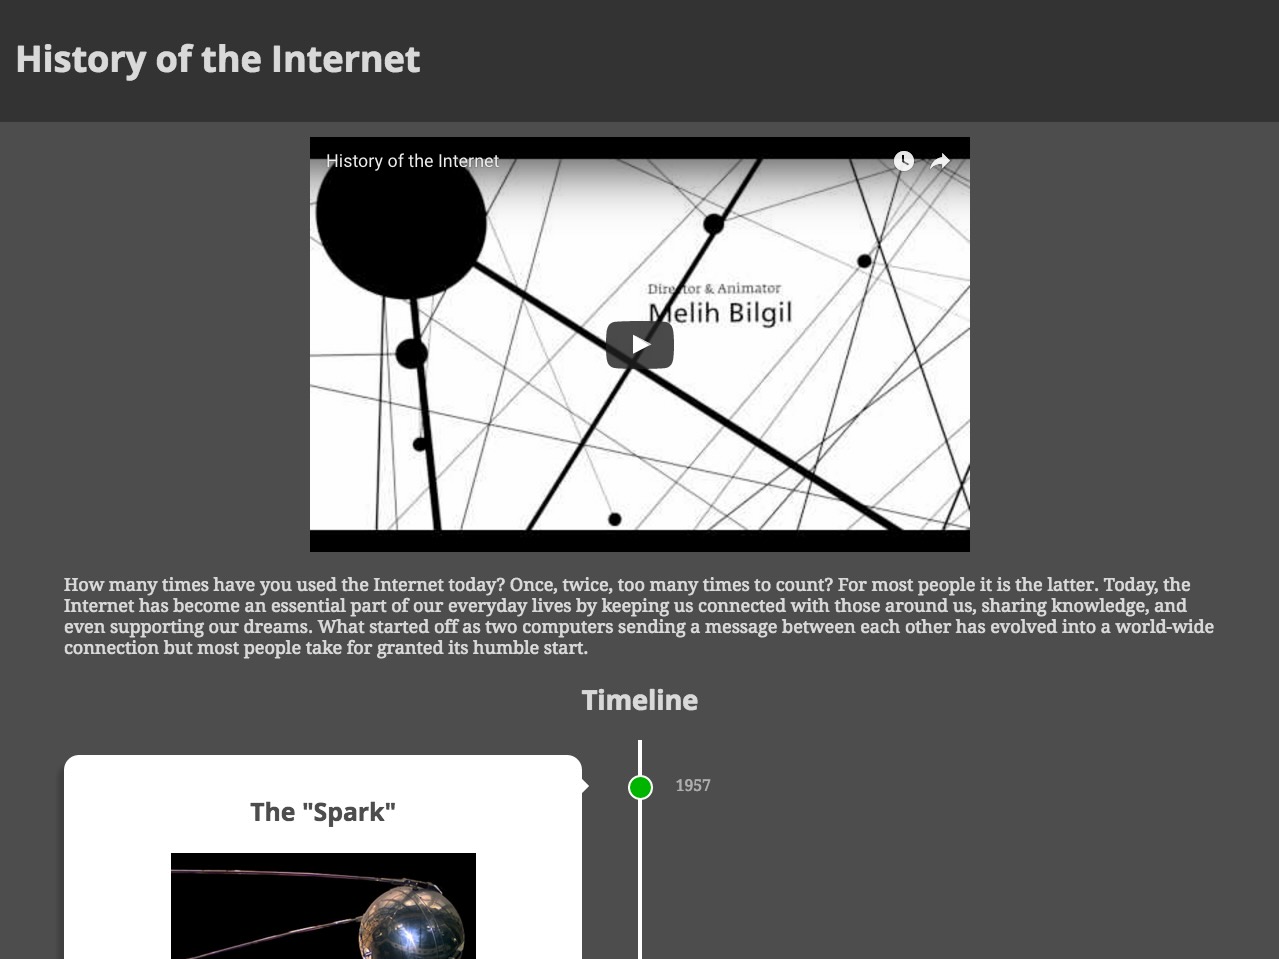 History of the Internet
History of the Internet
Director & Animator
Melih Bilgil
How many times have you used the Internet today? Once, twice, too many times to count? For most people it is the latter. Today, the
Internet has become an essential part of our everyday lives by keeping us connected with those around us, sharing knowledge, and
even supporting our dreams. What started off as two computers sending a message between each other has evolved into a world-wide
connection but most people take for granted its humble start.
Timeline
1957
The "Spark"